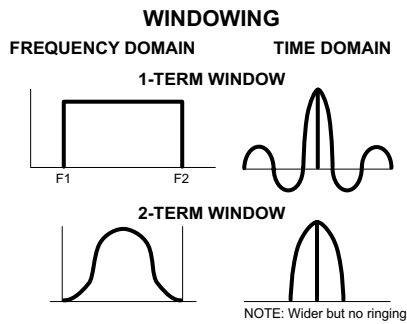 WINDOWING
FREQUENCY DOMAIN TIME DOMAIN
1-TERM WINDOW
F1 F2
2-TERM WINDOW
NOTE: Wider but no ringing